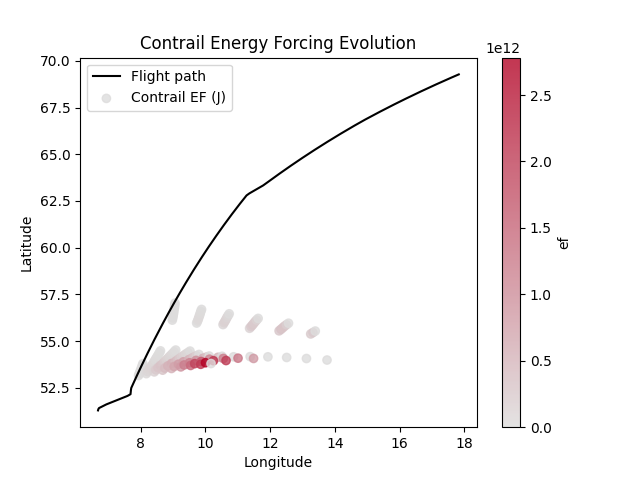 Contrail Energy Forcing Evolution
1e12
Flight path
Contrail EF (J)
70.0
67.5
65.0
62.5
60.0
57.5
55.0
52.5
Latitude
8 10 12 14 16 18
Longitude
2.5
2.0
1.5
1.0
0.5
0.0
ef